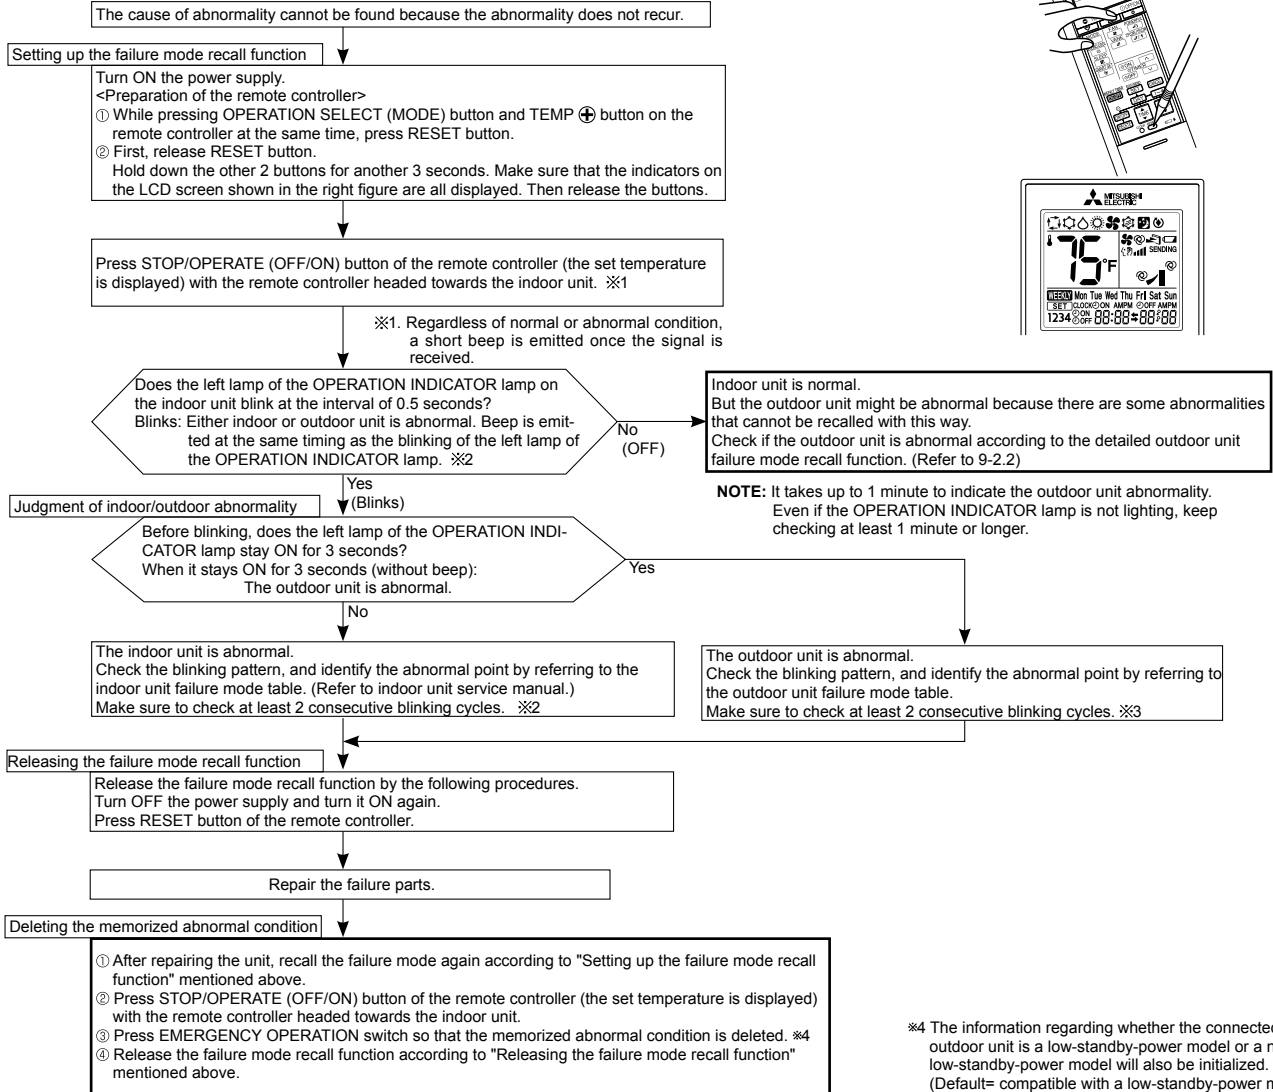 The cause of abnormality cannot be found because the abnormality does not recur.
Setting up the failure mode recall function
Turn ON the power supply.
<Preparation of the remote controller>
① While pressing OPERATION SELECT (MODE) button and TEMP ⊕ button on the
remote controller at the same time, press RESET button.
② First, release RESET button.
Hold down the other 2 buttons for another 3 seconds. Make sure that the indicators on
the LCD screen shown in the right figure are all displayed. Then release the buttons.
MITSUBISHI
ELECTRIC
75°F
SENDING
WEEKLY Mon Tue Wed Thu Fri Sat Sun
SET CLOCK ON AMPM OFF AMPM
1234 ON OFF 88:88 88:88
Press STOP/OPERATE (OFF/ON) button of the remote controller (the set temperature
is displayed) with the remote controller headed towards the indoor unit. ※1
※1. Regardless of normal or abnormal condition,
a short beep is emitted once the signal is
received.
Does the left lamp of the OPERATION INDICATOR lamp on
the indoor unit blink at the interval of 0.5 seconds?
Blinks: Either indoor or outdoor unit is abnormal. Beep is emit-
ted at the same timing as the blinking of the left lamp of
the OPERATION INDICATOR lamp. ※2
No
(OFF)
Indoor unit is normal.
But the outdoor unit might be abnormal because there are some abnormalities
that cannot be recalled with this way.
Check if the outdoor unit is abnormal according to the detailed outdoor unit
failure mode recall function. (Refer to 9-2.2)
NOTE: It takes up to 1 minute to indicate the outdoor unit abnormality.
Even if the OPERATION INDICATOR lamp is not lighting, keep
checking at least 1 minute or longer.
Yes
(Blinks)
Judgment of indoor/outdoor abnormality
Before blinking, does the left lamp of the OPERATION INDI-
CATOR lamp stay ON for 3 seconds?
When it stays ON for 3 seconds (without beep):
The outdoor unit is abnormal.
Yes
No
The indoor unit is abnormal.
Check the blinking pattern, and identify the abnormal point by referring to the
indoor unit failure mode table. (Refer to indoor unit service manual.)
Make sure to check at least 2 consecutive blinking cycles. ※2
The outdoor unit is abnormal.
Check the blinking pattern, and identify the abnormal point by referring to
the outdoor unit failure mode table.
Make sure to check at least 2 consecutive blinking cycles. ※3
Releasing the failure mode recall function
Release the failure mode recall function by the following procedures.
Turn OFF the power supply and turn it ON again.
Press RESET button of the remote controller.
Repair the failure parts.
Deleting the memorized abnormal condition
① After repairing the unit, recall the failure mode again according to "Setting up the failure mode recall
function" mentioned above.
② Press STOP/OPERATE (OFF/ON) button of the remote controller (the set temperature is displayed)
with the remote controller headed towards the indoor unit.
③ Press EMERGENCY OPERATION switch so that the memorized abnormal condition is deleted. ※4
④ Release the failure mode recall function according to "Releasing the failure mode recall function"
mentioned above.
※4 The information regarding whether the connected
outdoor unit is a low-standby-power model or a n
low-standby-power model will also be initialized.
(Default= compatible with a low-standby-power